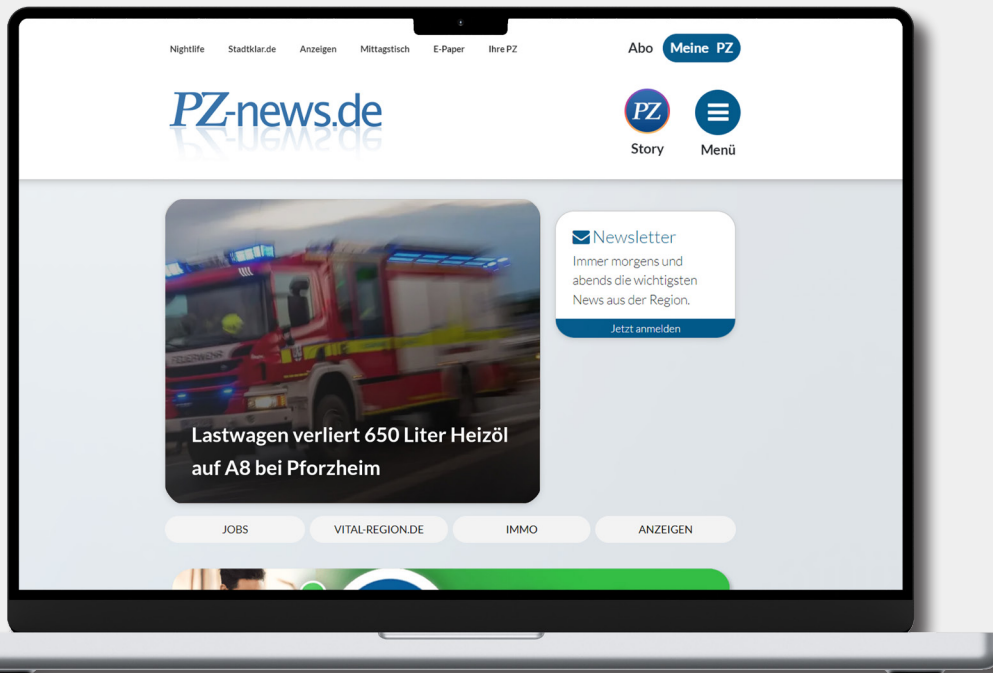 Nightlife Stadtklar.de Anzeigen Mittagstisch E-Paper Ihre PZ
Abo Meine PZ
PZ-news.de
PZ
Story Menü
FEUERWEHR
Lastwagen verliert 650 Liter Heizöl
auf A8 bei Pforzheim
Newsletter
Immer morgens und
abends die wichtigsten
News aus der Region.
Jetzt anmelden
JOBS VITAL-REGION.DE IMMO ANZEIGEN